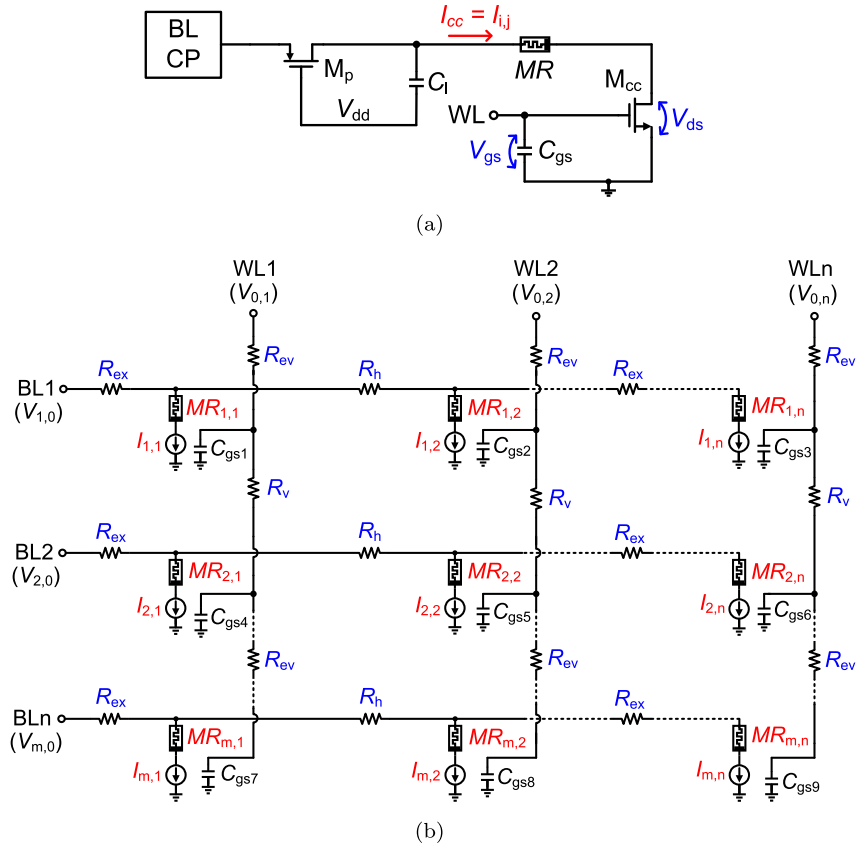 BL
CP
I_cc = I_i,j
M_p
C_l
MR
M_cc
V_dd
WL
V_ds
V_gs
C_gs
(a)
WL1 WL2 WLn
(V_0,1) (V_0,2) (V_0,n)
R_ev R_ev R_ev
R_ex R_h R_ex
BL1
(V_1,0)
MR_1,1 MR_1,2 MR_1,n
I_1,1 C_gs1 I_1,2 C_gs2 I_1,n C_gs3
R_v R_v R_v
R_ex R_h R_ex
BL2
(V_2,0)
MR_2,1 MR_2,2 MR_2,n
I_2,1 C_gs4 I_2,2 C_gs5 I_2,n C_gs6
R_ev R_ev R_ev
R_ex R_h R_ex
BLn
(V_m,0)
MR_m,1 MR_m,2 MR_m,n
I_m,1 C_gs7 I_m,2 C_gs8 I_m,n C_gs9
(b)